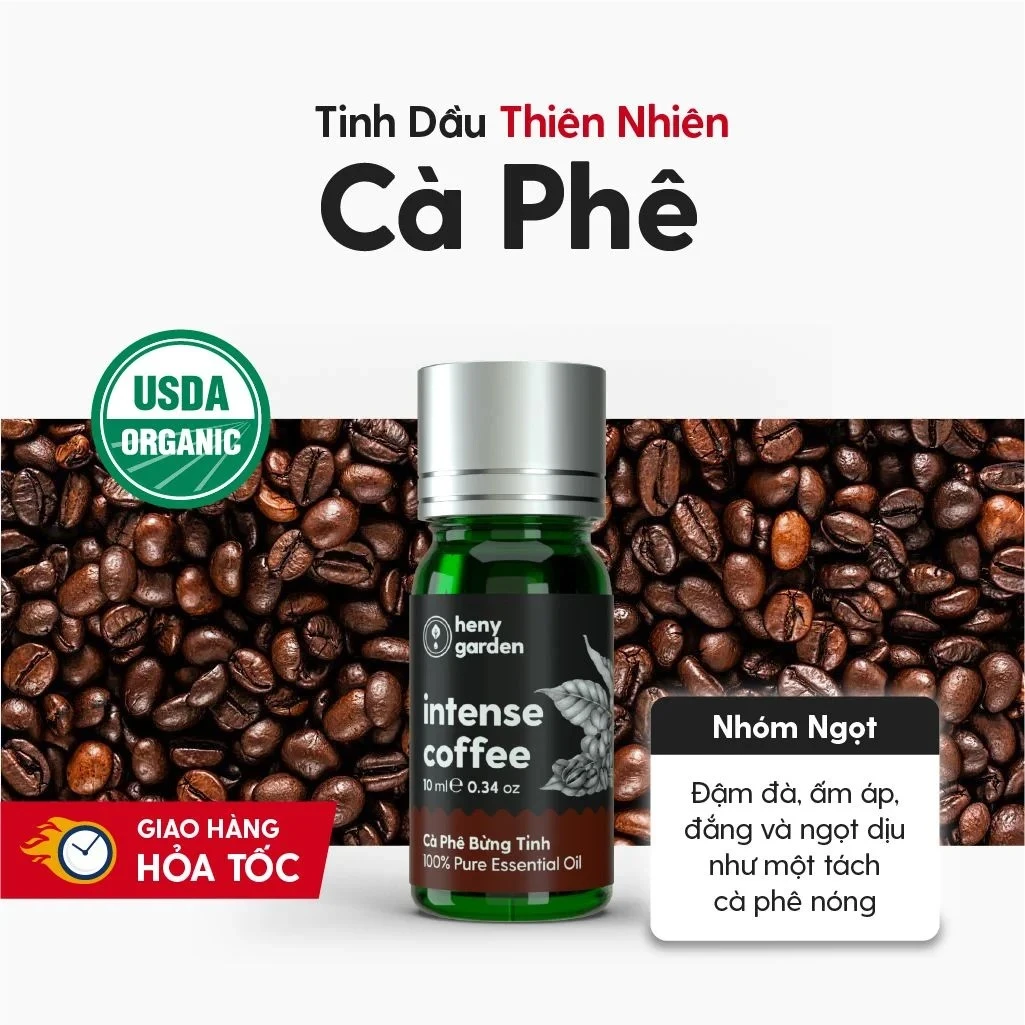 Tinh Dầu Thiên Nhiên
Cà Phê
USDA
ORGANIC
heny
garden
intense
coffee
10 ml℮ 0.34 oz
Cà Phê Bừng Tỉnh
100% Pure Essential Oil
Nhóm Ngọt
Đậm đà, ấm áp,
đắng và ngọt dịu
như một tách
cà phê nóng
GIAO HÀNG
HỎA TỐC